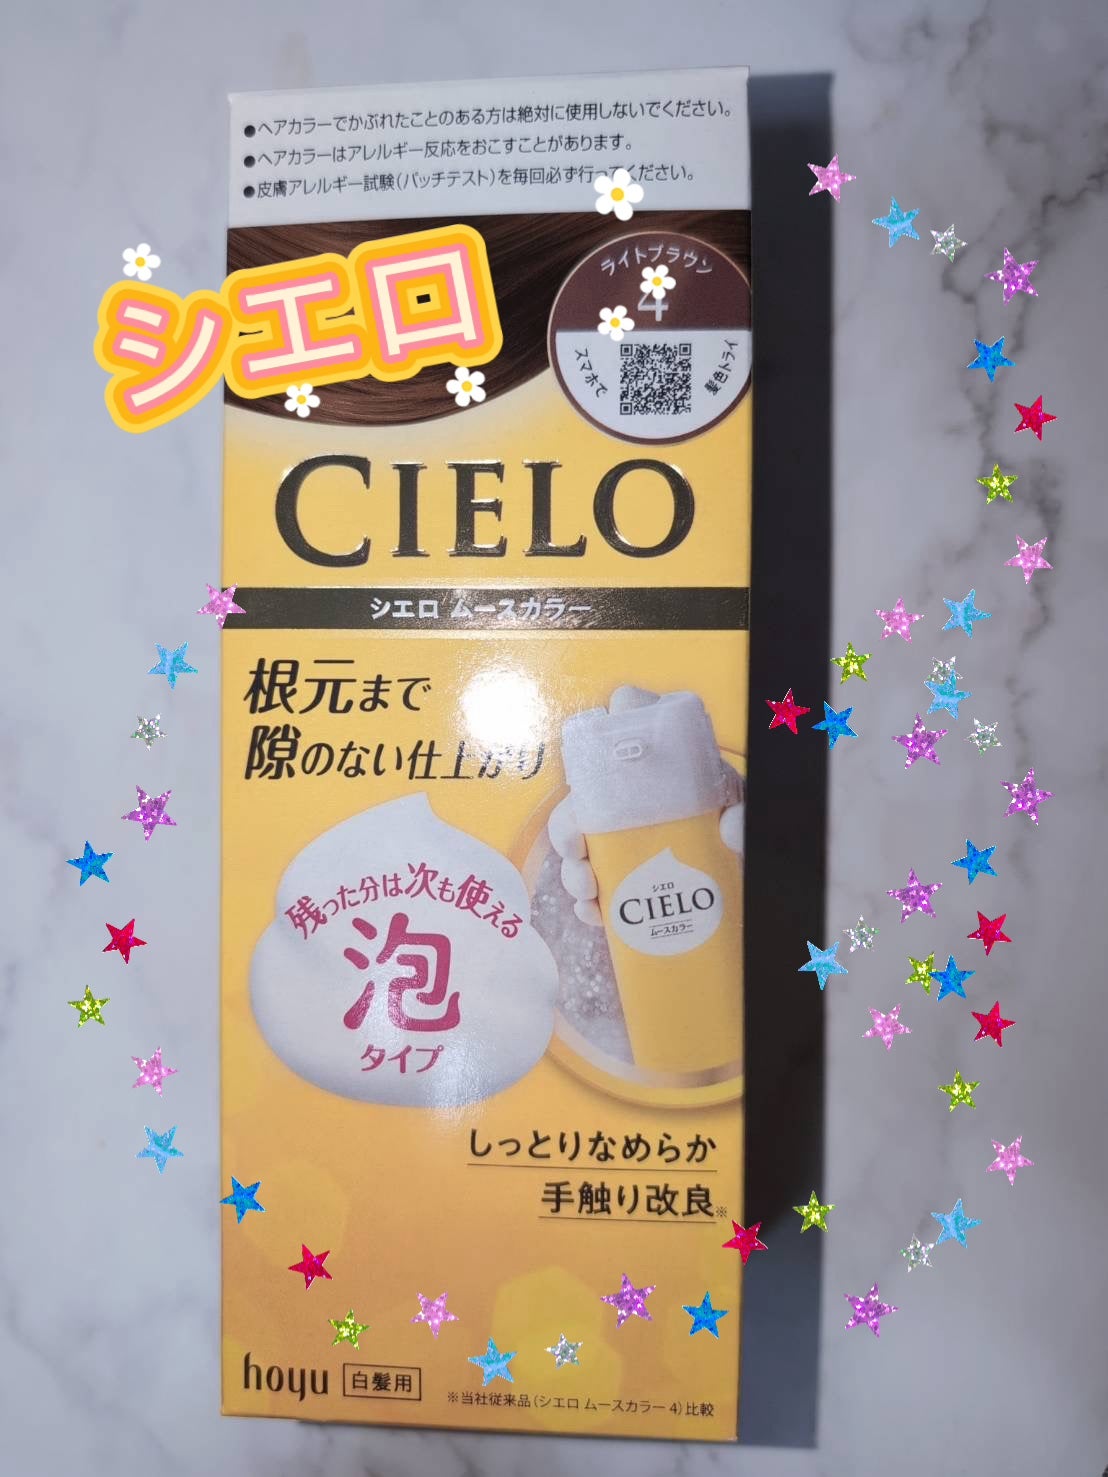 ●ヘアカラーでかぶれたことのある方は絶対に使用しないでください。
●ヘアカラーはアレルギー反応をおこすことがあります。
●皮膚アレルギー試験(パッチテスト)を毎回必ず行ってください。
シエロ
ライトブラウン
4
スマホで
髪色トライ
CIELO
シエロ ムースカラー
根元まで
隙のない仕上がり
シエロ
CIELO
ムースカラー
残った分は次も使える
泡
タイプ
しっとりなめらか
手触り改良※
hoyu 白髪用
※当社従来品(シエロ ムースカラー 4)比較